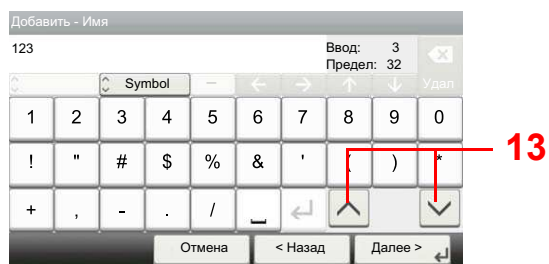 Добавить - Имя
123
Ввод: 3
Предел: 32
Symbol
Удал
1 2 3 4 5 6 7 8 9 0
! " # $ % & ' ( ) *
+ , - . / _
13
Отмена < Назад Далее >